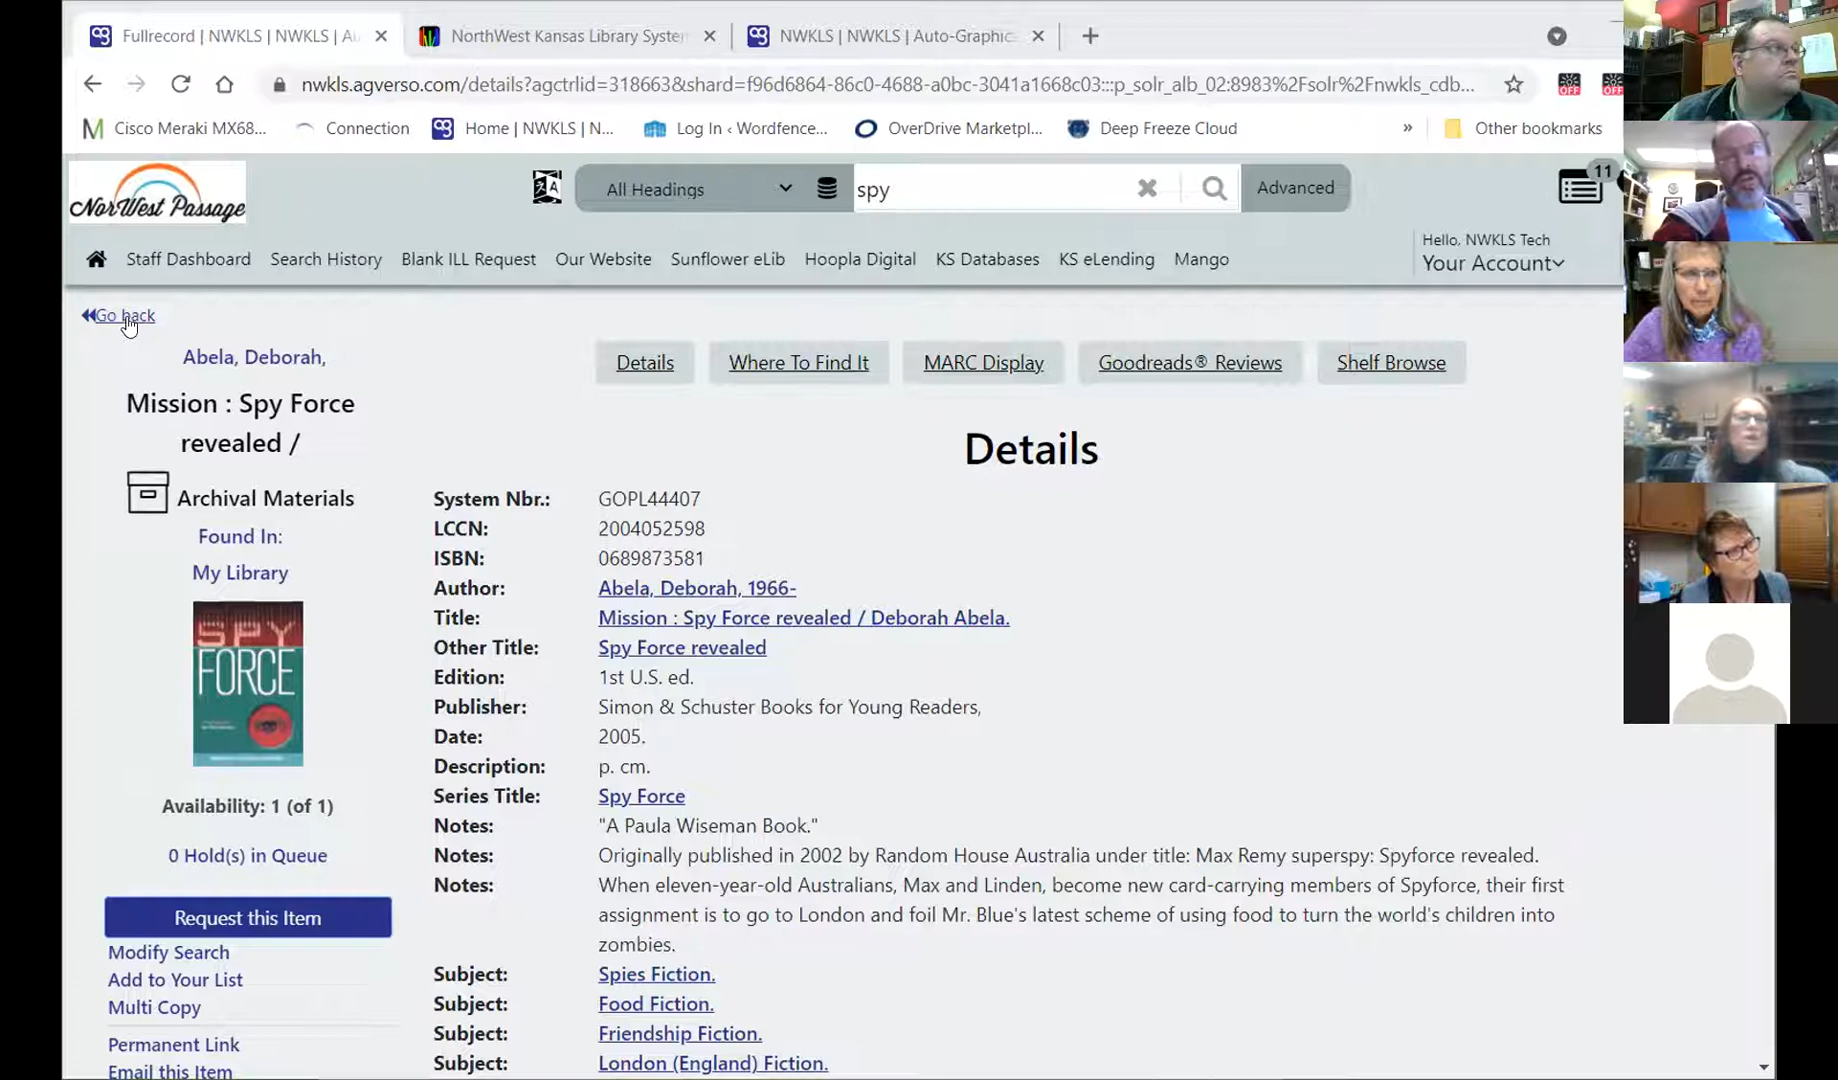 Fullrecord | NWKLS | NWKLS | Au
NorthWest Kansas Library System
NWKLS | NWKLS | Auto-Graphics
nwkls.agverso.com/details?agctrlid=318663&shard=f96d6864-86c0-4688-a0bc-3041a1668c03:::p_solr_alb_02:8983%2Fsolr%2Fnwkls_cdb...
OFF OFF
Cisco Meraki MX68... Connection Home | NWKLS | N... Log In ‹ Wordfence... OverDrive Marketpl... Deep Freeze Cloud » Other bookmarks
NorWest Passage
All Headings spy Advanced 11
Staff Dashboard Search History Blank ILL Request Our Website Sunflower eLib Hoopla Digital KS Databases KS eLending Mango
Hello, NWKLS Tech
Your Account
Go back
Abela, Deborah,
Mission : Spy Force
revealed /
Archival Materials
Found In:
My Library
SPY
FORCE
Availability: 1 (of 1)
0 Hold(s) in Queue
Request this Item
Modify Search
Add to Your List
Multi Copy
Permanent Link
Email this Item
Details Where To Find It MARC Display Goodreads® Reviews Shelf Browse
Details
System Nbr.: GOPL44407
LCCN: 2004052598
ISBN: 0689873581
Author: Abela, Deborah, 1966-
Title: Mission : Spy Force revealed / Deborah Abela.
Other Title: Spy Force revealed
Edition: 1st U.S. ed.
Publisher: Simon & Schuster Books for Young Readers,
Date: 2005.
Description: p. cm.
Series Title: Spy Force
Notes: "A Paula Wiseman Book."
Notes: Originally published in 2002 by Random House Australia under title: Max Remy superspy: Spyforce revealed.
Notes: When eleven-year-old Australians, Max and Linden, become new card-carrying members of Spyforce, their first
assignment is to go to London and foil Mr. Blue's latest scheme of using food to turn the world's children into
zombies.
Subject: Spies Fiction.
Subject: Food Fiction.
Subject: Friendship Fiction.
Subject: London (England) Fiction.